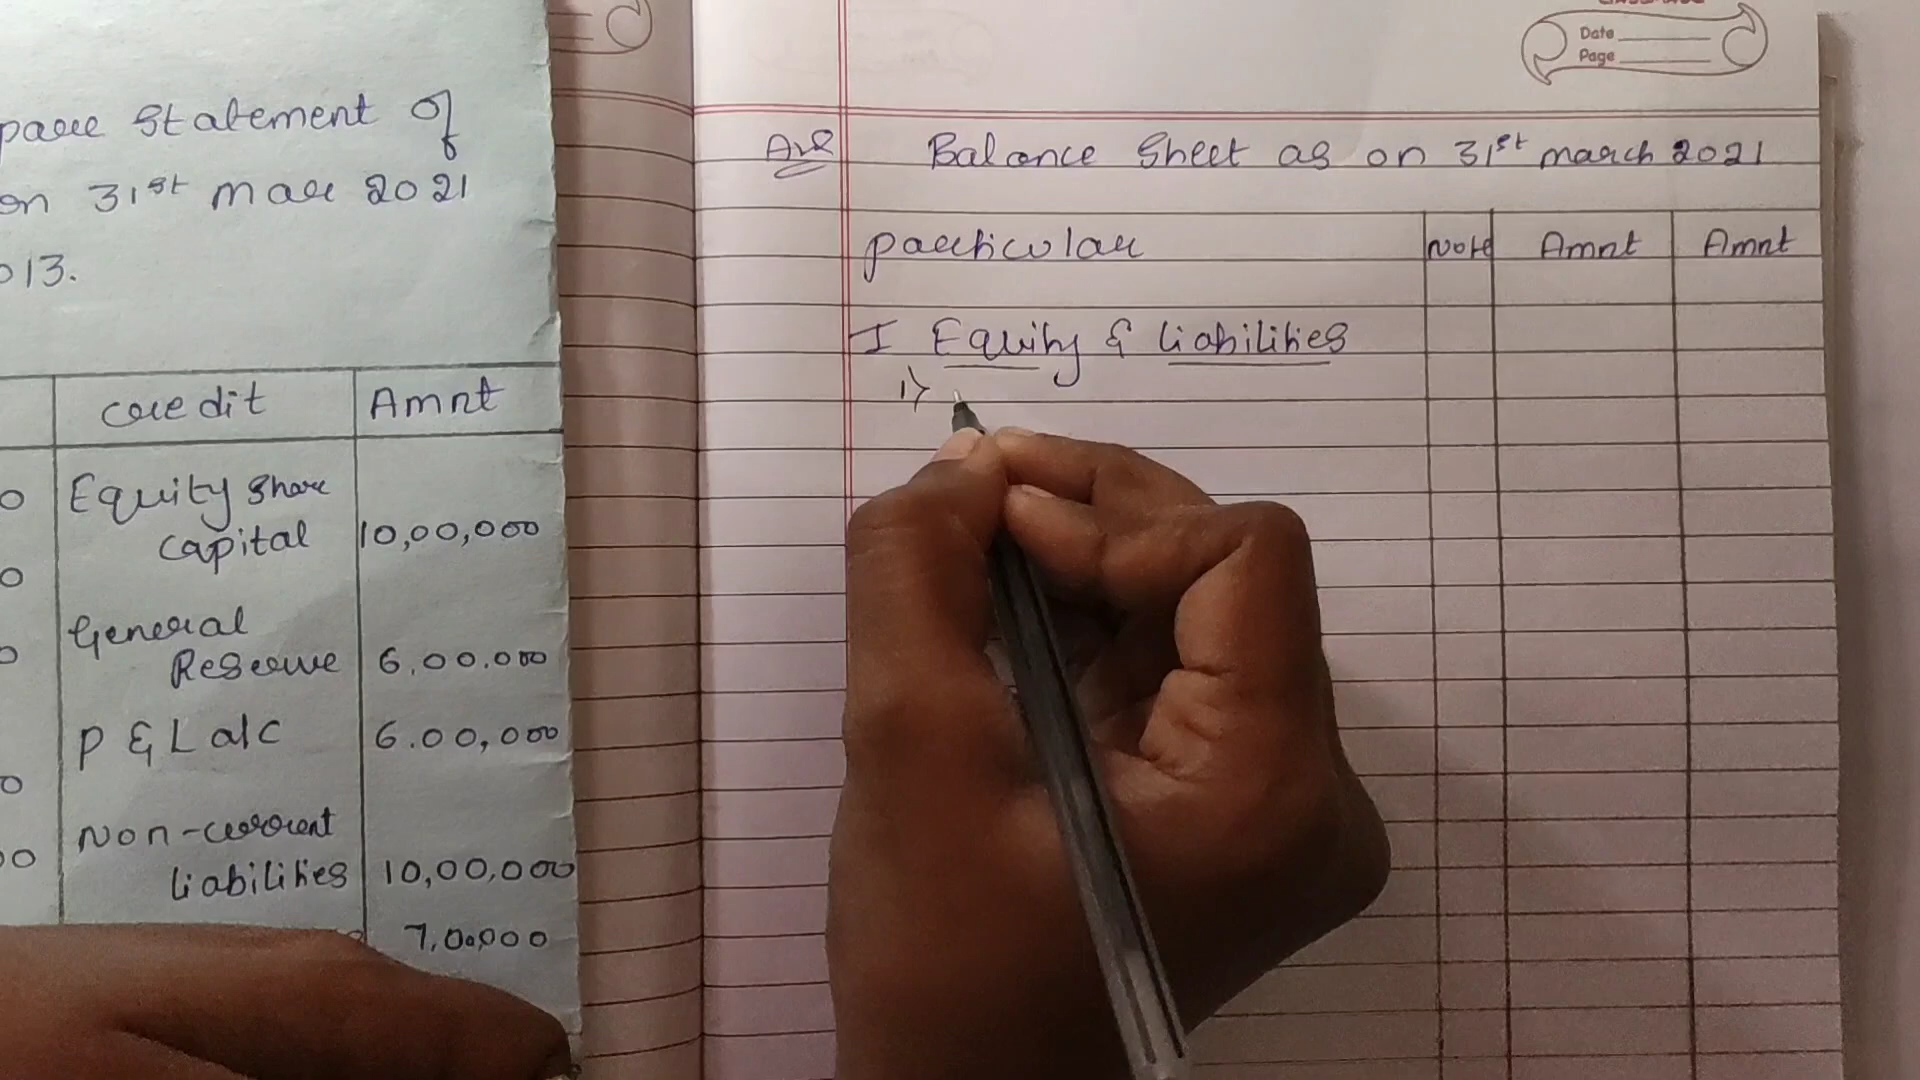 Statement of
on 31st mar 2021
013.
Credit Amnt
Equity Share
Capital 10,00,000
General
Reserve 6,00,000
P & L a/c 6,00,000
Non-current
liabilities 10,00,000
7,00,000
Date
Page
Ans Balance Sheet as on 31st march 2021
particular Note Amnt Amnt
I Equity & liabilities
1)